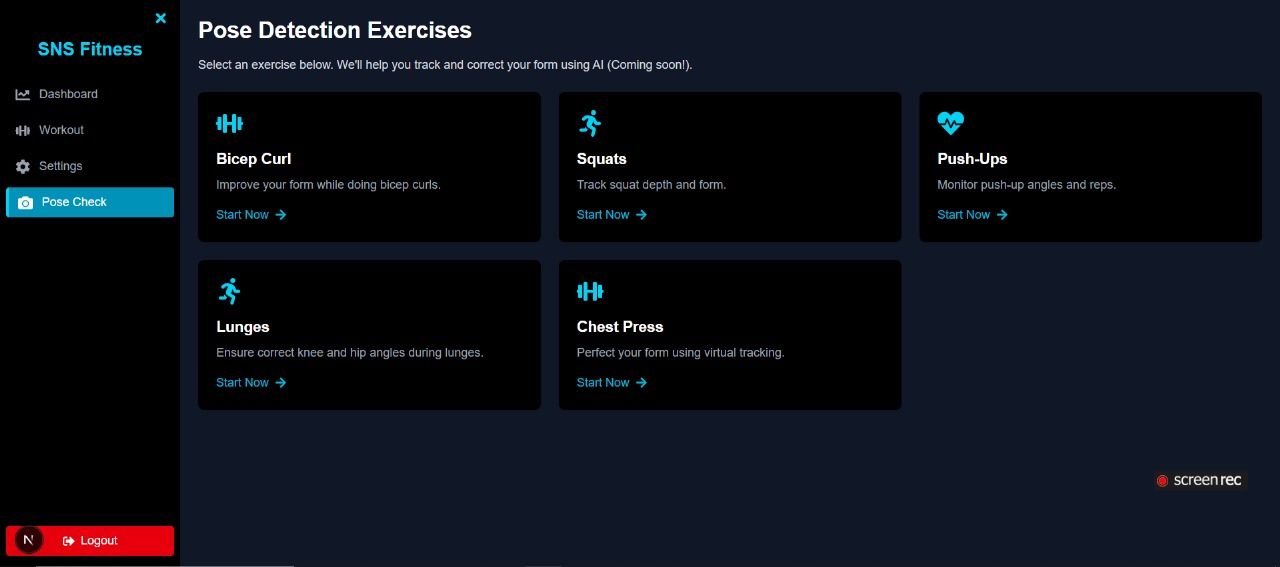 SNS Fitness
Dashboard
Workout
Settings
Pose Check
N
Logout
Pose Detection Exercises
Select an exercise below. We'll help you track and correct your form using AI (Coming soon!).
Bicep Curl
Improve your form while doing bicep curls.
Start Now
Squats
Track squat depth and form.
Start Now
Push-Ups
Monitor push-up angles and reps.
Start Now
Lunges
Ensure correct knee and hip angles during lunges.
Start Now
Chest Press
Perfect your form using virtual tracking.
Start Now
screenrec